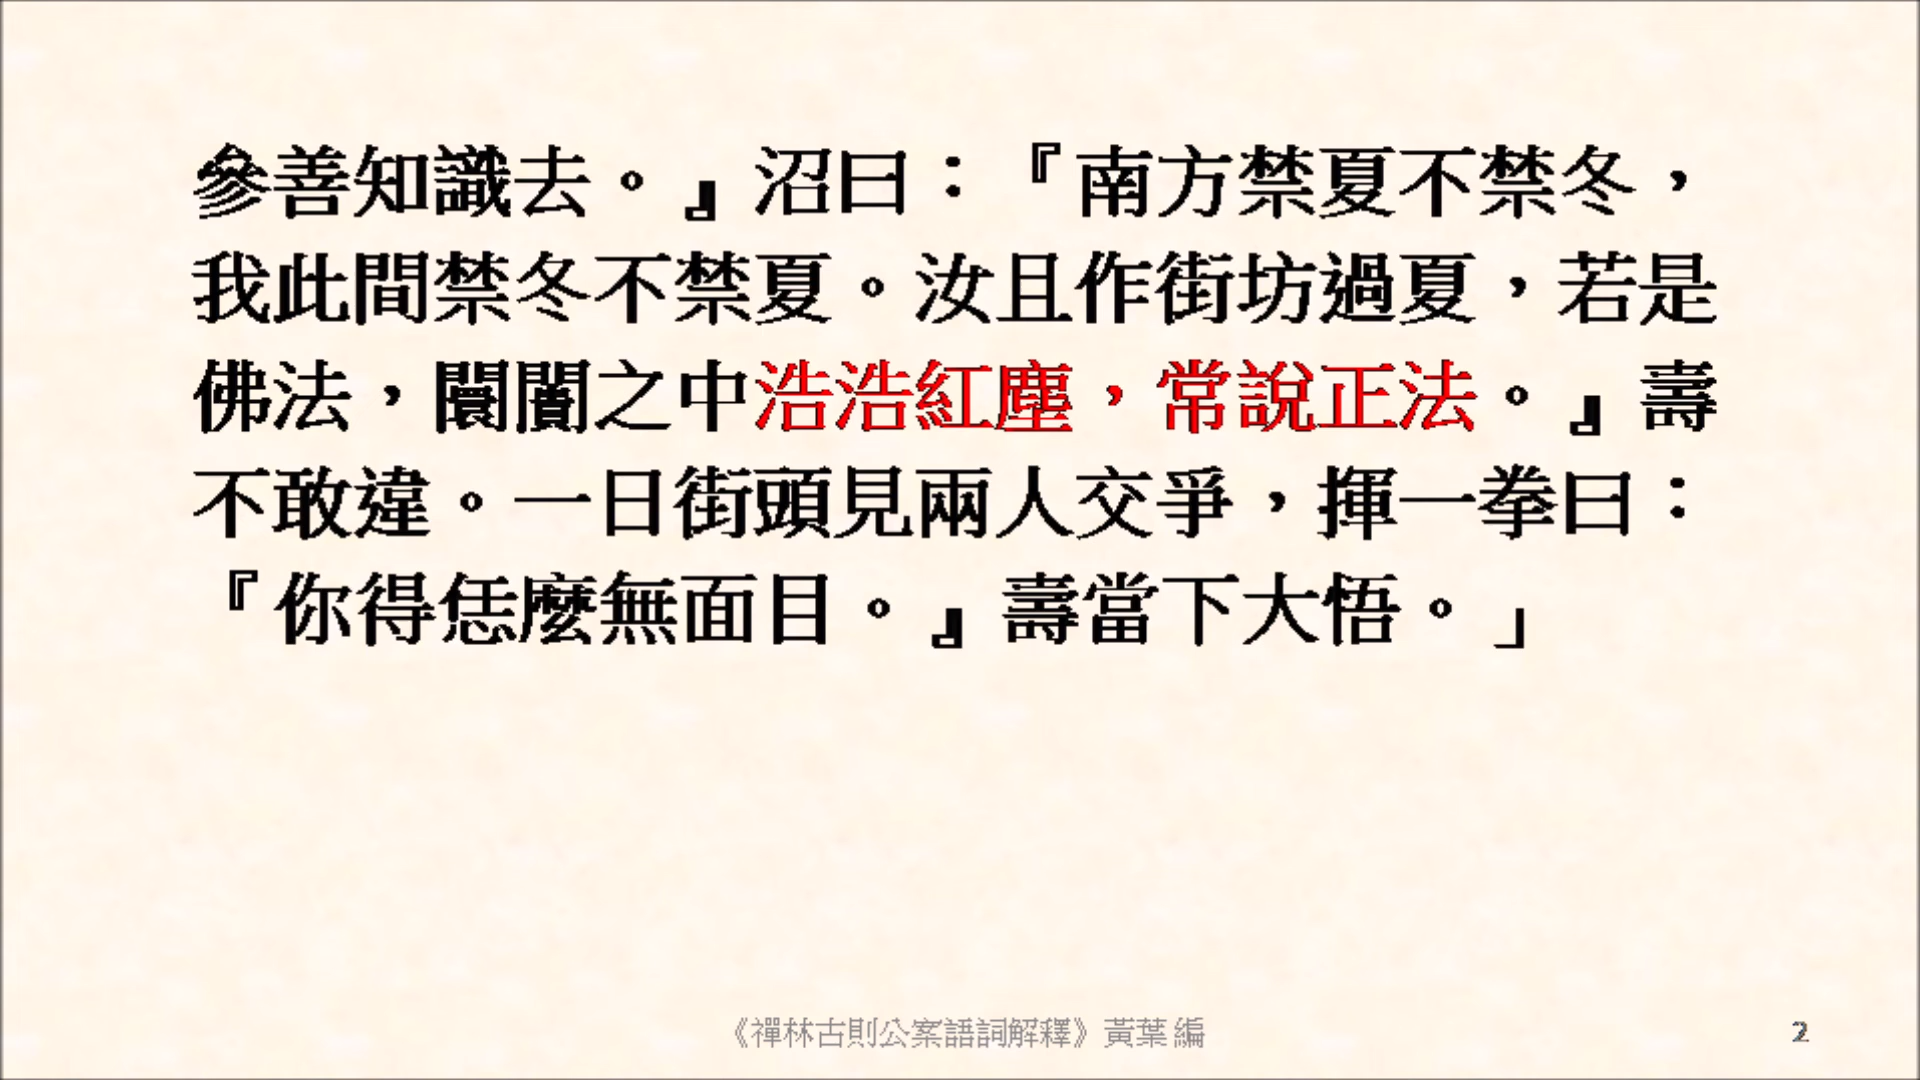 參善知識去。』沼曰：『南方禁夏不禁冬，
我此間禁冬不禁夏。汝且作街坊過夏，若是
佛法，闤闠之中浩浩紅塵，常說正法。』壽
不敢違。一日街頭見兩人交爭，揮一拳曰：
『你得恁麼無面目。』壽當下大悟。」
《禪林古則公案語詞解釋》黃葉 編
2